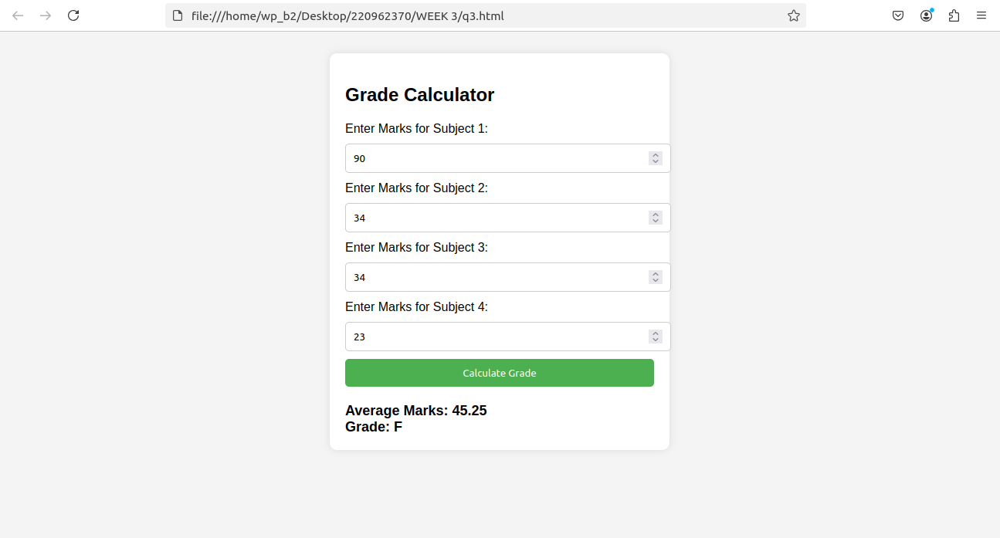 file:///home/wp_b2/Desktop/220962370/WEEK 3/q3.html
Grade Calculator
Enter Marks for Subject 1:
90
Enter Marks for Subject 2:
34
Enter Marks for Subject 3:
34
Enter Marks for Subject 4:
23
Calculate Grade
Average Marks: 45.25
Grade: F